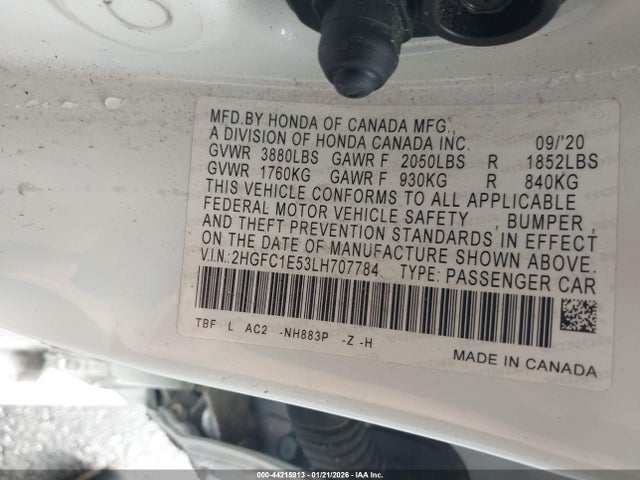 MFD.BY HONDA OF CANADA MFG.,
A DIVISION OF HONDA CANADA INC. 09/'20
GVWR 3880LBS GAWR F 2050LBS R 1852LBS
GVWR 1760KG GAWR F 930KG R 840KG
THIS VEHICLE CONFORMS TO ALL APPLICABLE
FEDERAL MOTOR VEHICLE SAFETY , BUMPER ,
AND THEFT PREVENTION STANDARDS IN EFFECT
ON THE DATE OF MANUFACTURE SHOWN ABOVE.
V.I.N.:2HGFC1E53LH707784 TYPE: PASSENGER CAR
TBF L AC2 -NH883P -Z -H
MADE IN CANADA
000-44215913 - 01/21/2026 - IAA Inc.